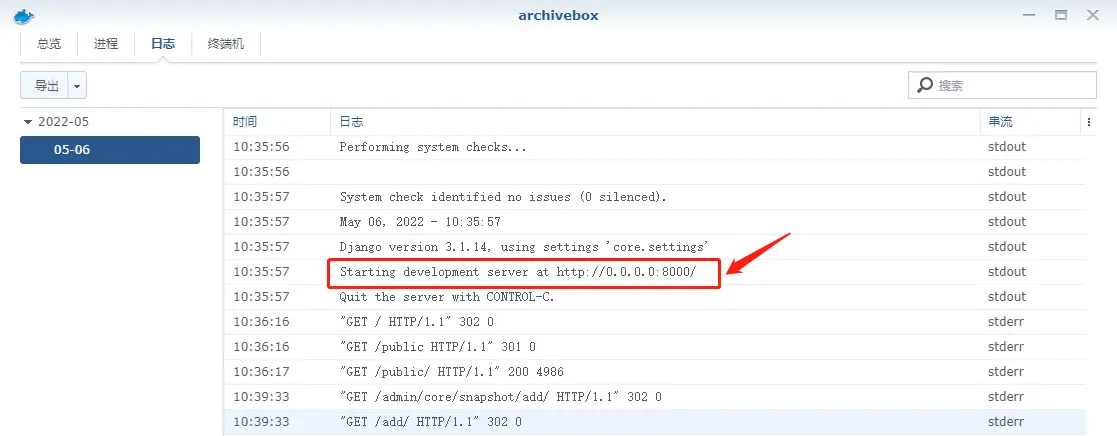 archivebox
总览 进程 日志 终端机
导出 搜索
2022-05
05-06
时间 日志 串流
10:35:56 Performing system checks... stdout
10:35:56 stdout
10:35:57 System check identified no issues (0 silenced). stdout
10:35:57 May 06, 2022 - 10:35:57 stdout
10:35:57 Django version 3.1.14, using settings 'core.settings' stdout
10:35:57 Starting development server at http://0.0.0.0:8000/ stdout
10:35:57 Quit the server with CONTROL-C. stdout
10:36:16 "GET / HTTP/1.1" 302 0 stderr
10:36:16 "GET /public HTTP/1.1" 301 0 stderr
10:36:17 "GET /public/ HTTP/1.1" 200 4986 stderr
10:39:33 "GET /admin/core/snapshot/add/ HTTP/1.1" 302 0 stderr
10:39:33 "GET /add/ HTTP/1.1" 302 0 stderr